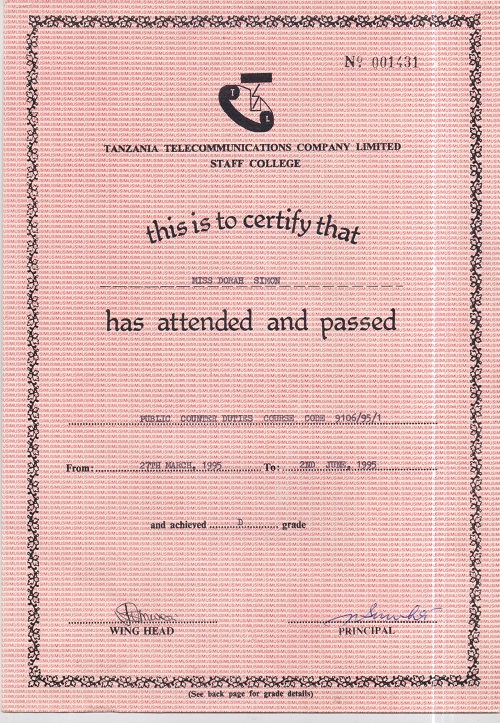 Nº 001431
T
L
TANZANIA TELECOMMUNICATIONS COMPANY LIMITED
STAFF COLLEGE
this is to certify that
MISS DORAH SIMON
has attended and passed
PUBLIC COUNTER DUTIES COURSE CODE 9106/95/1
From: 27TH MARCH, 1995 To: 2ND JUNE, 1995
and achieved D grade
WING HEAD PRINCIPAL
(See back page for grade details)